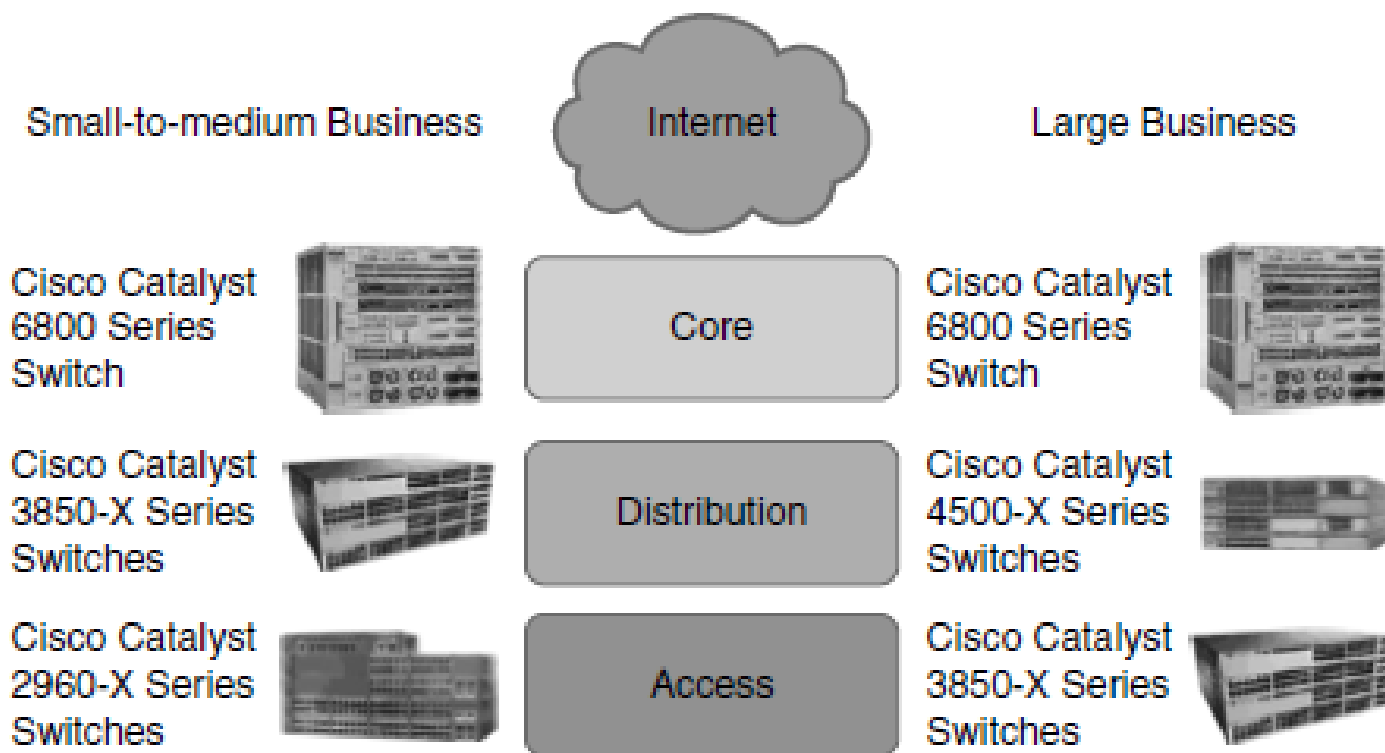 Small-to-medium Business
Internet
Large Business
Cisco Catalyst
6800 Series
Switch
Core
Cisco Catalyst
6800 Series
Switch
Cisco Catalyst
3850-X Series
Switches
Distribution
Cisco Catalyst
4500-X Series
Switches
Cisco Catalyst
2960-X Series
Switches
Access
Cisco Catalyst
3850-X Series
Switches